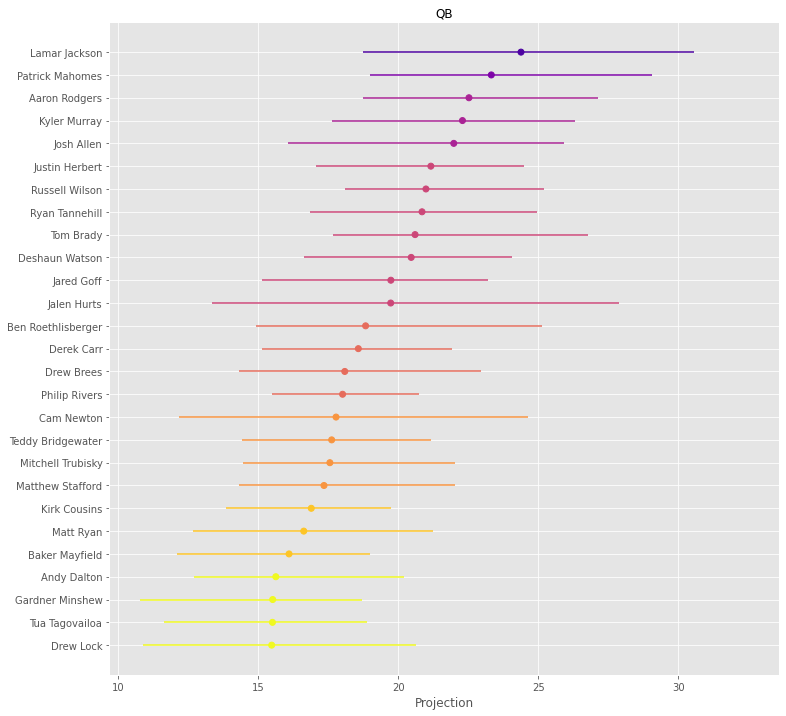 QB
Lamar Jackson
Patrick Mahomes
Aaron Rodgers
Kyler Murray
Josh Allen
Justin Herbert
Russell Wilson
Ryan Tannehill
Tom Brady
Deshaun Watson
Jared Goff
Jalen Hurts
Ben Roethlisberger
Derek Carr
Drew Brees
Philip Rivers
Cam Newton
Teddy Bridgewater
Mitchell Trubisky
Matthew Stafford
Kirk Cousins
Matt Ryan
Baker Mayfield
Andy Dalton
Gardner Minshew
Tua Tagovailoa
Drew Lock
10 15 20 25 30
Projection